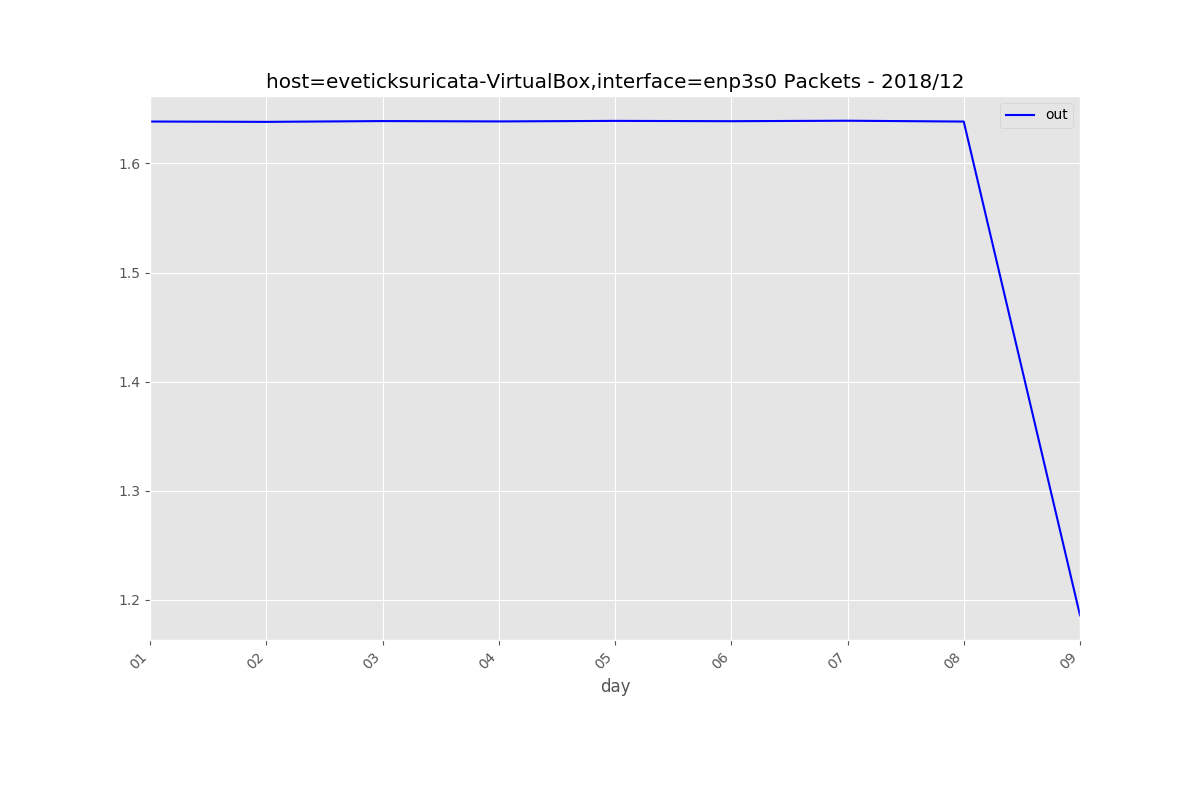 host=eveticksuricata-VirtualBox,interface=enp3s0 Packets - 2018/12
out
1.6
1.5
1.4
1.3
1.2
01 02 03 04 05 06 07 08 09
day